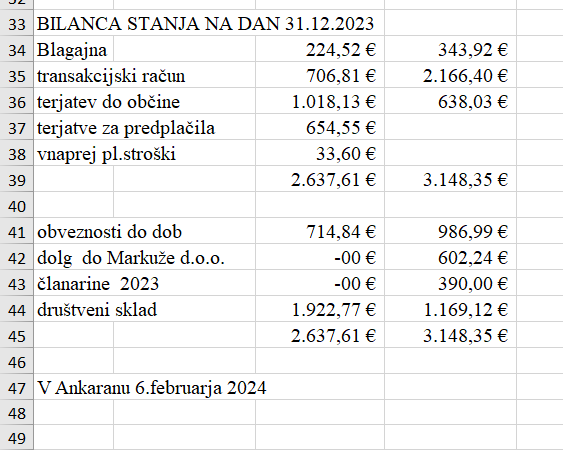 33 BILANCA STANJA NA DAN 31.12.2023
34 Blagajna 224,52 € 343,92 €
35 transakcijski račun 706,81 € 2.166,40 €
36 terjatev do občine 1.018,13 € 638,03 €
37 terjatve za predplačila 654,55 €
38 vnaprej pl.stroški 33,60 €
39 2.637,61 € 3.148,35 €
40
41 obveznosti do dob 714,84 € 986,99 €
42 dolg do Markuže d.o.o. -00 € 602,24 €
43 članarine 2023 -00 € 390,00 €
44 društveni sklad 1.922,77 € 1.169,12 €
45 2.637,61 € 3.148,35 €
46
47 V Ankaranu 6.februarja 2024
48
49